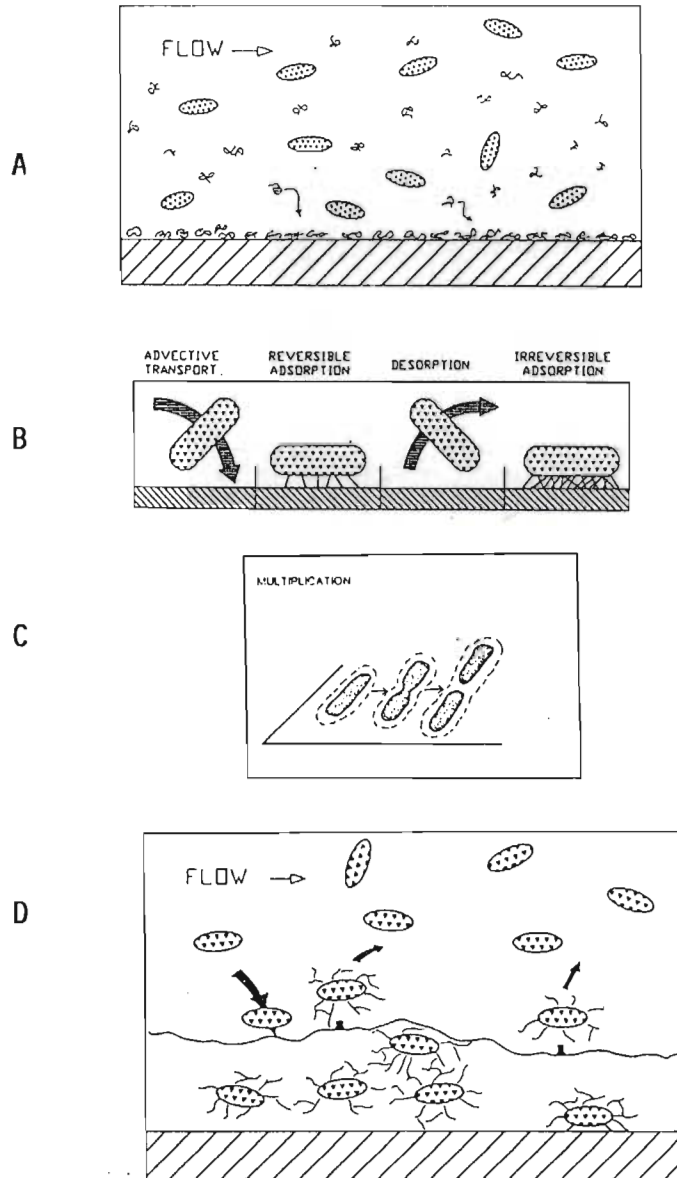 A
FLOW
B
ADVECTIVE TRANSPORT.
REVERSIBLE ADSORPTION
DESORPTION
IRREVERSIBLE ADSORPTION
C
MULTIPLICATION
D
FLOW